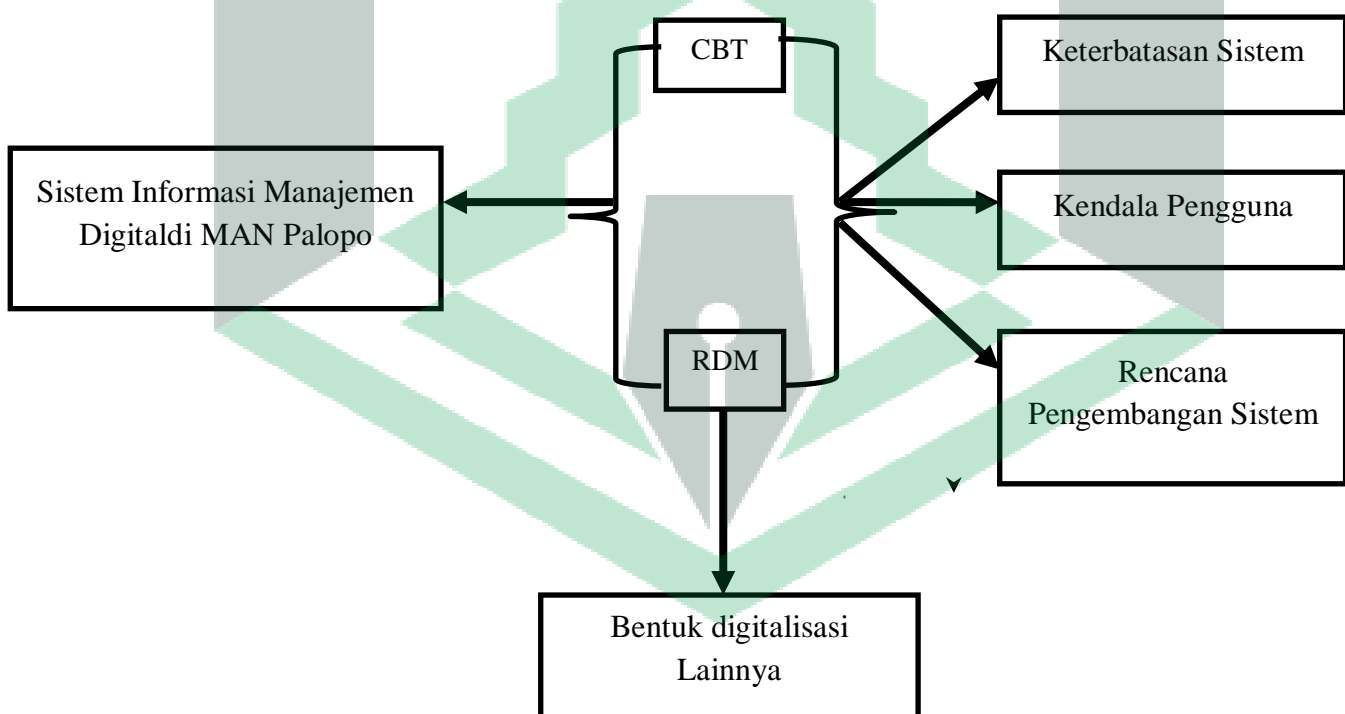 CBT
Keterbatasan Sistem
Sistem Informasi Manajemen
Digitaldi MAN Palopo
Kendala Pengguna
RDM
Rencana
Pengembangan Sistem
Bentuk digitalisasi
Lainnya